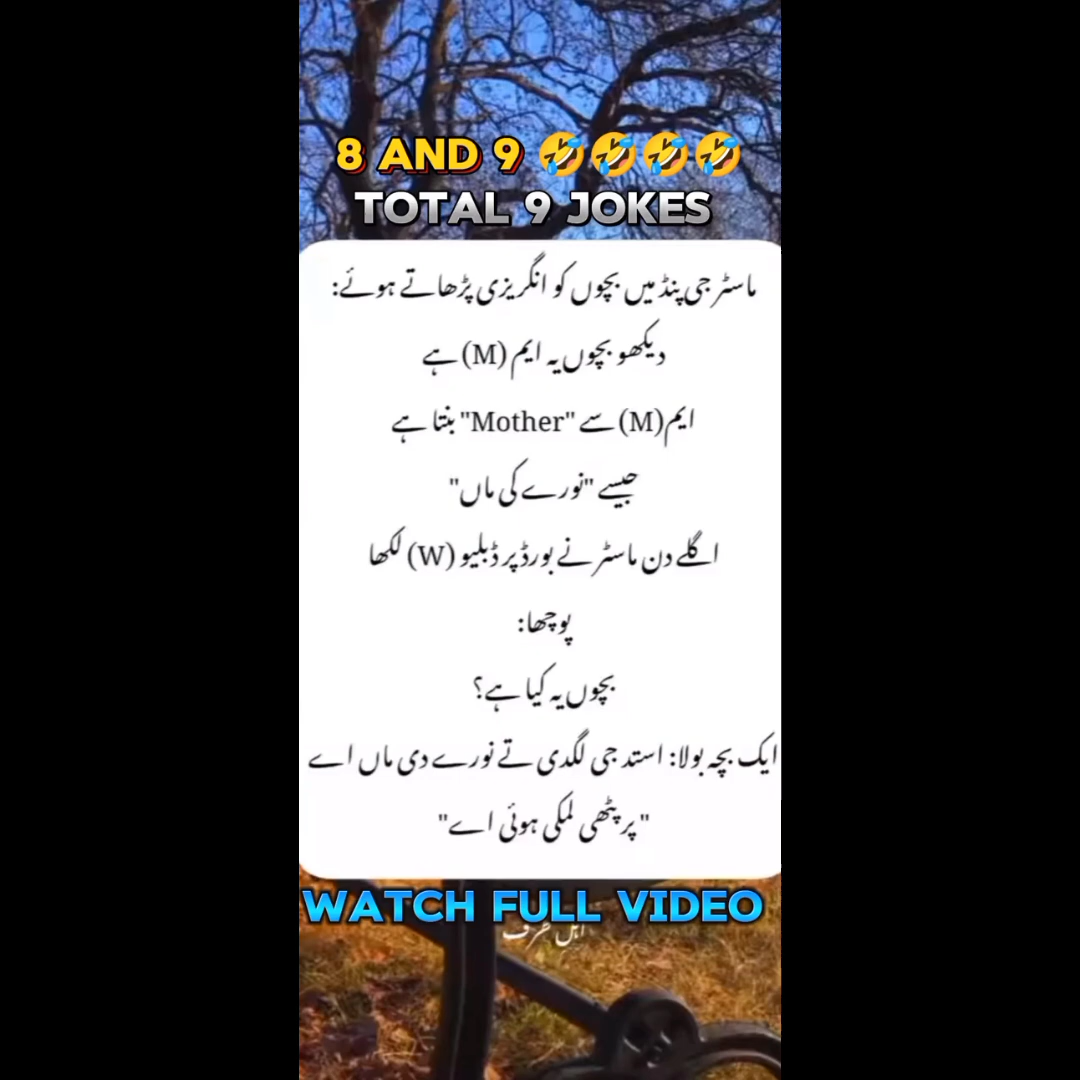 8 AND 9 🤣🤣🤣🤣
TOTAL 9 JOKES
ماسٹر جی پنڈ میں بچوں کو انگریزی پڑھاتے ہوئے:
دیکھو بچوں یہ ایم (M) ہے
ایم(M) سے "Mother" بنتا ہے
جیسے "نورے کی ماں"
اگلے دن ماسٹر نے بورڈ پر ڈبلیو (W) لکھا
پوچھا:
بچوں یہ کیا ہے؟
ایک بچہ بولا: استد جی لگدی تے نورے دی ماں اے
" پر پٹھی لمکی ہوئی اے"
WATCH FULL VIDEO